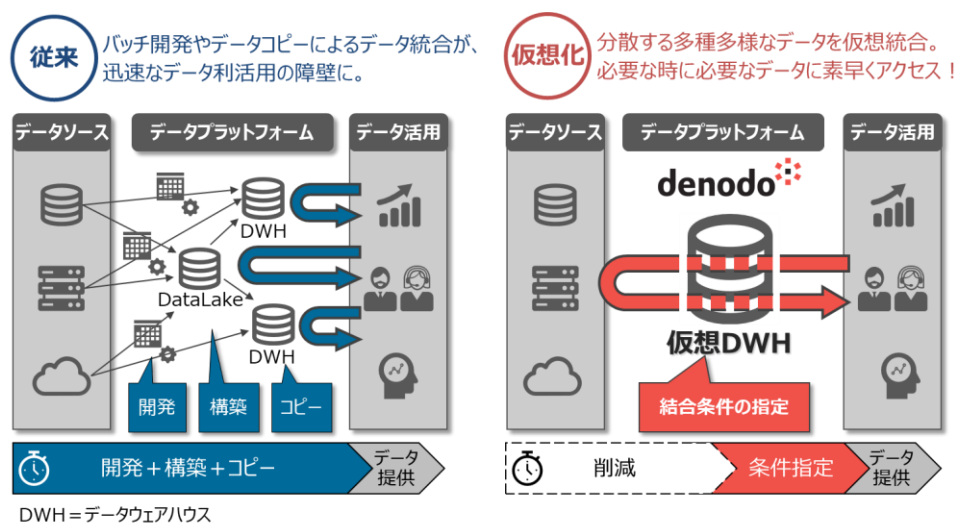 従来
バッチ開発やデータコピーによるデータ統合が、
迅速なデータ利活用の障壁に。
データソース
データプラットフォーム
データ活用
DWH
DataLake
DWH
開発
構築
コピー
開発＋構築＋コピー
データ
提供
DWH＝データウェアハウス
仮想化
分散する多種多様なデータを仮想統合。
必要な時に必要なデータに素早くアクセス！
データソース
データプラットフォーム
データ活用
denodo
仮想DWH
結合条件の指定
削減
条件指定
データ
提供